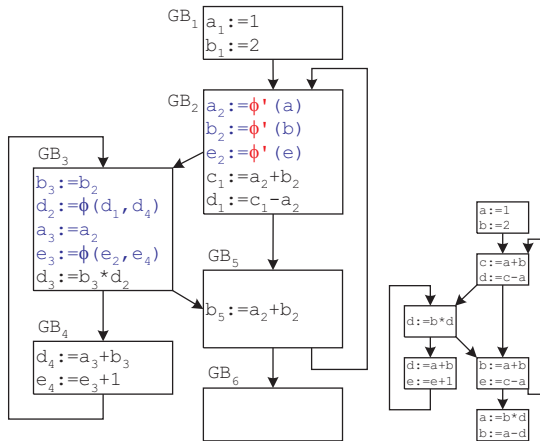 GB₁
a₁:=1
b₁:=2
GB₂
a₂:=ϕ'(a)
b₂:=ϕ'(b)
e₂:=ϕ'(e)
c₁:=a₂+b₂
d₁:=c₁-a₂
GB₃
b₃:=b₂
d₂:=ϕ(d₁,d₄)
a₃:=a₂
e₃:=ϕ(e₂,e₄)
d₃:=b₃*d₂
GB₄
d₄:=a₃+b₃
e₄:=e₃+1
GB₅
b₅:=a₂+b₂
GB₆
a:=1
b:=2
c:=a+b
d:=c-a
d:=b*d
d:=a+b
e:=e+1
b:=a+b
e:=c-a
a:=b*d
b:=a-d